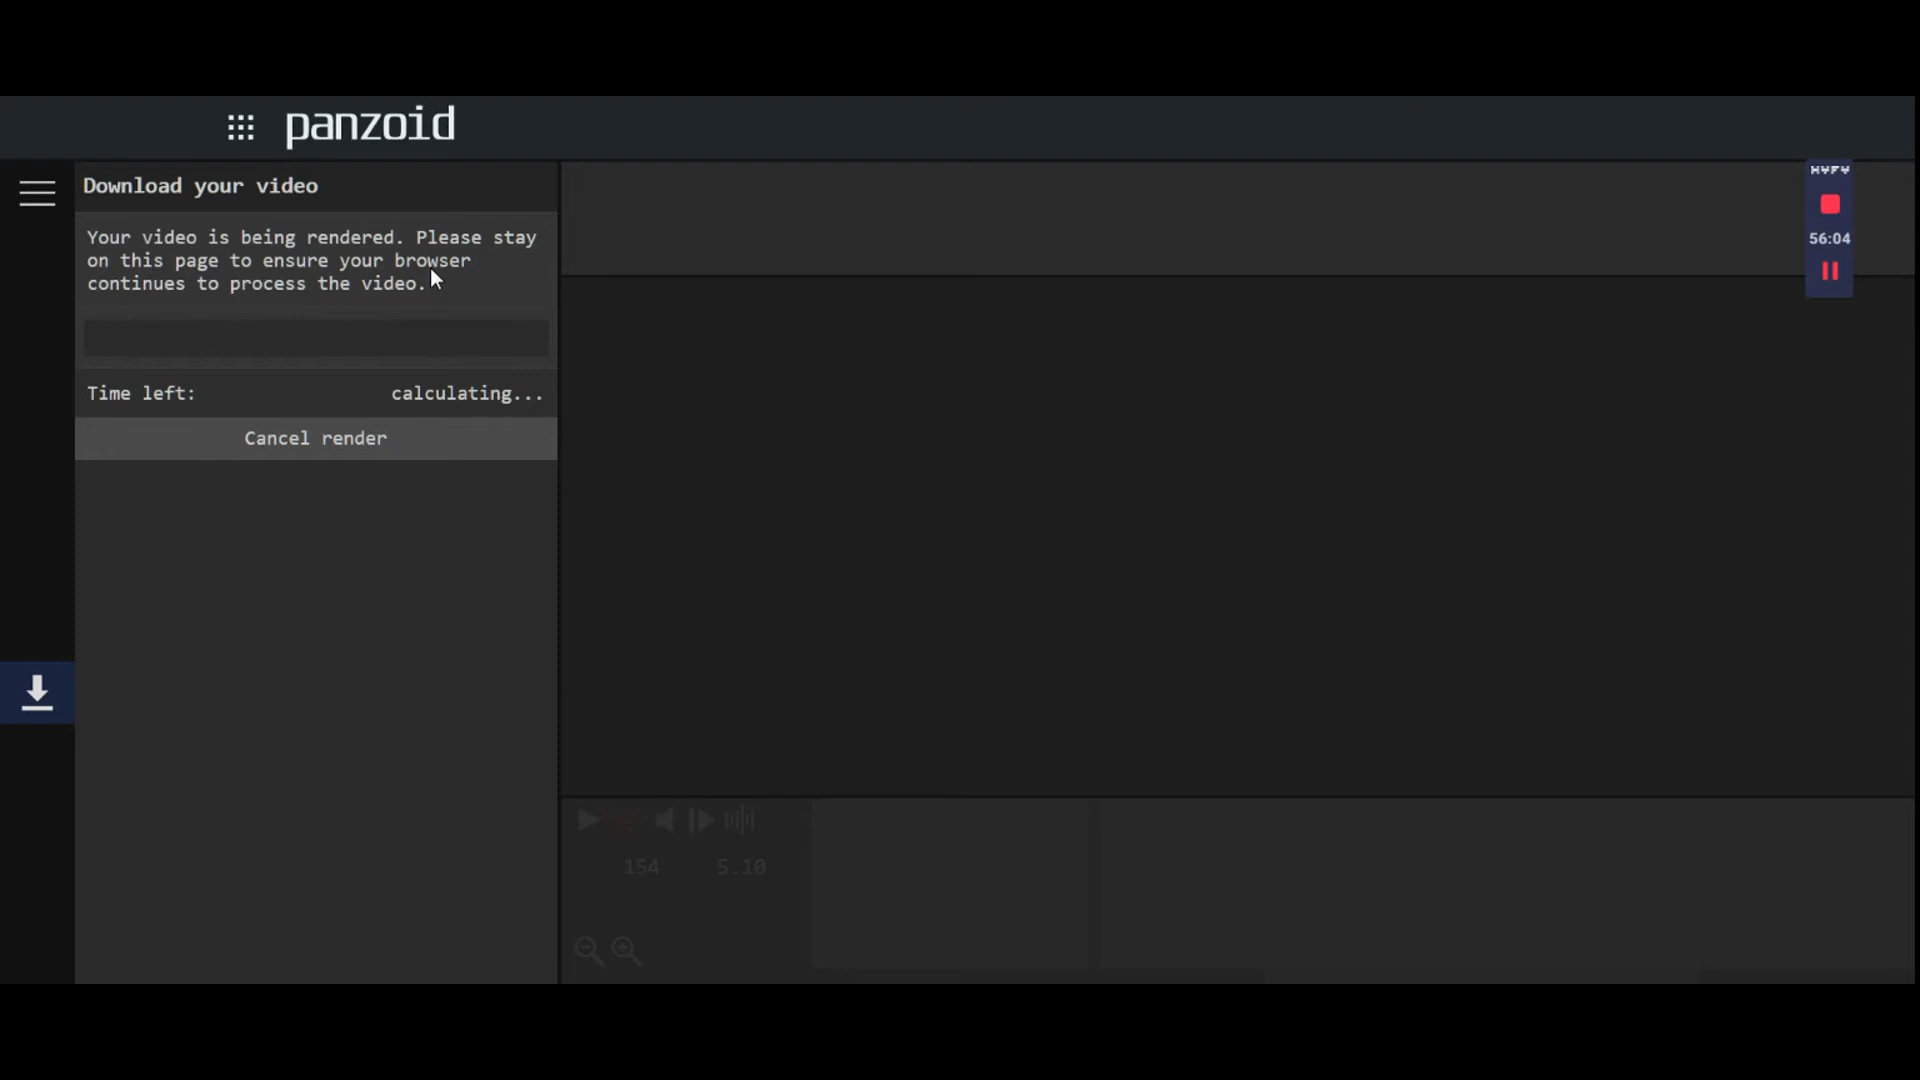 panzoid
Download your video
Your video is being rendered. Please stay
on this page to ensure your browser
continues to process the video.
Time left: calculating...
Cancel render
56:04
154 5.10